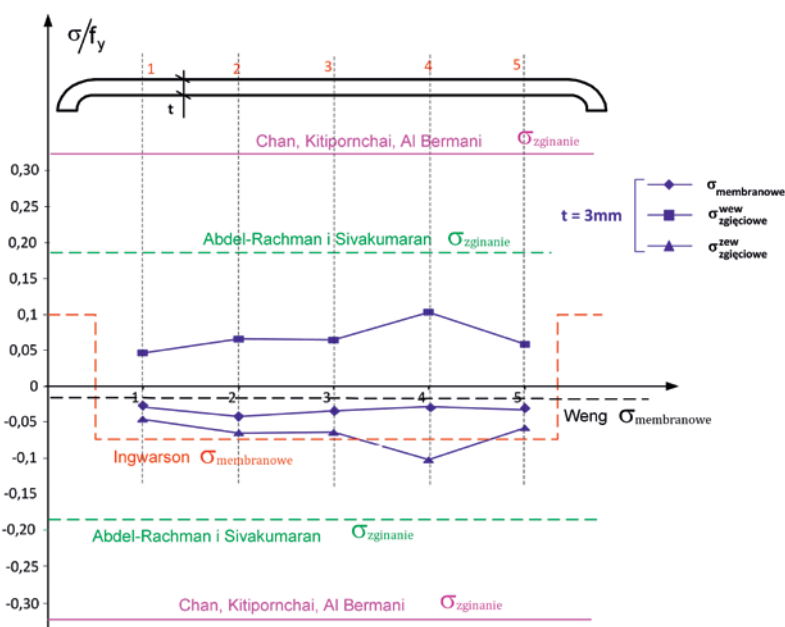 σ/fy
1 2 3 4 5
t
Chan, Kitipornchai, Al Bermani σzginanie
0,30
0,25
0,20
0,15
0,1
0,05
0
-0,05
-0,1
-0,15
-0,20
-0,25
-0,30
t = 3mm
σmembranowe
σ wew zgięciowe
σ zew zgięciowe
Abdel-Rachman i Sivakumaran σzginanie
1 2 3 4 5
Weng σmembranowe
Ingwarson σmembranowe
Abdel-Rachman i Sivakumaran σzginanie
Chan, Kitipornchai, Al Bermani σzginanie